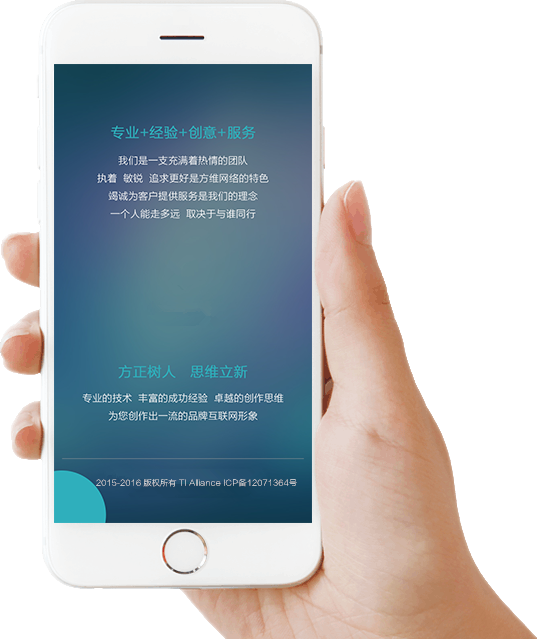 专业+经验+创意+服务
我们是一支充满着热情的团队
执着 敏锐 追求更好是方维网络的特色
竭诚为客户提供服务是我们的理念
一个人能走多远 取决于与谁同行
方正树人 思维立新
专业的技术 丰富的成功经验 卓越的创作思维
为您创作出一流的品牌互联网形象
2015-2016 版权所有 TI Alliance ICP备12071364号